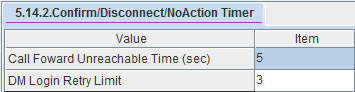 5.14.2.Confirm/Disconnect/NoAction Timer
Value Item
Call Foward Unreachable Time (sec) 5
DM Login Retry Limit 3